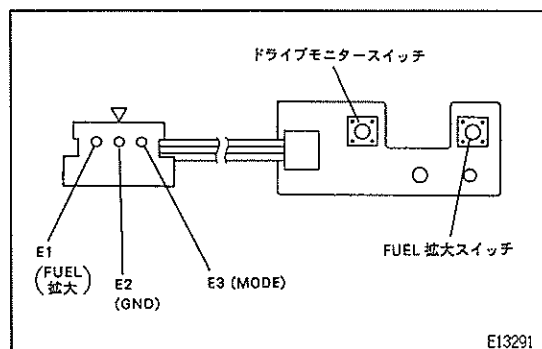 ドライブモニタースイッチ
E1
(FUEL
拡大)
E2
(GND)
E3 (MODE)
FUEL 拡大スイッチ
E13291